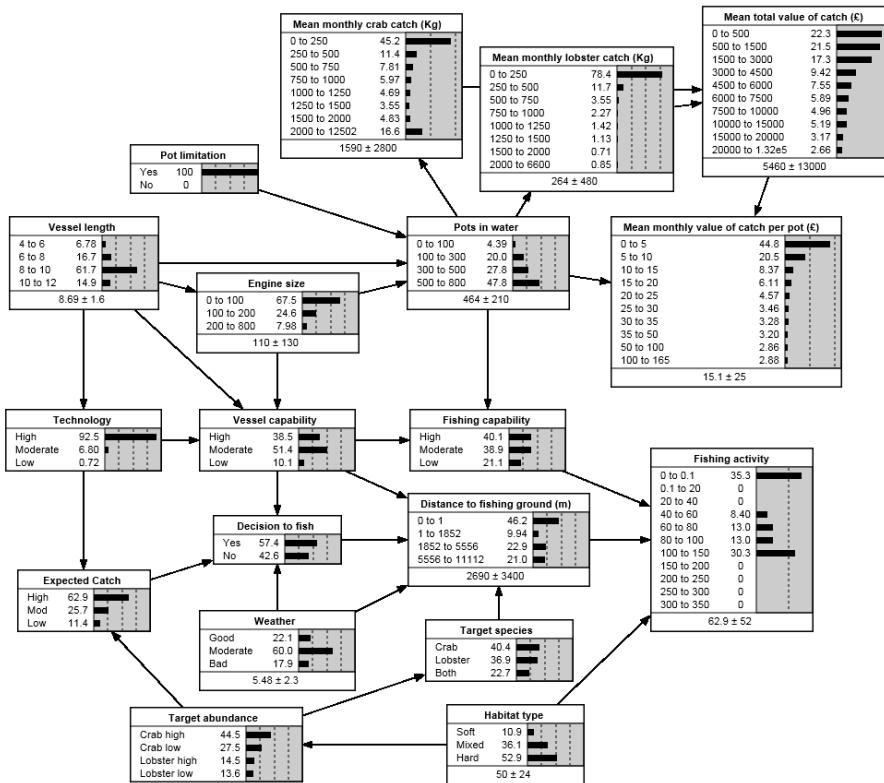 Mean monthly crab catch (Kg)
0 to 250 45.2
250 to 500 11.4
500 to 750 7.81
750 to 1000 5.97
1000 to 1250 4.69
1250 to 1500 3.55
1500 to 2000 4.83
2000 to 12502 16.6
1590 ± 2800
Mean monthly lobster catch (Kg)
0 to 250 78.4
250 to 500 11.7
500 to 750 3.55
750 to 1000 2.27
1000 to 1250 1.42
1250 to 1500 1.13
1500 to 2000 0.71
2000 to 6600 0.85
264 ± 480
Mean total value of catch (£)
0 to 500 22.3
500 to 1500 21.5
1500 to 3000 17.3
3000 to 4500 9.42
4500 to 6000 7.55
6000 to 7500 5.89
7500 to 10000 4.96
10000 to 15000 5.19
15000 to 20000 3.17
20000 to 1.32e5 2.66
5460 ± 13000
Pot limitation
Yes 100
No 0
Vessel length
4 to 6 6.78
6 to 8 16.7
8 to 10 61.7
10 to 12 14.9
8.69 ± 1.6
Engine size
0 to 100 67.5
100 to 200 24.6
200 to 800 7.98
110 ± 130
Pots in water
0 to 100 4.39
100 to 300 20.0
300 to 500 27.8
500 to 800 47.8
464 ± 210
Mean monthly value of catch per pot (£)
0 to 5 44.8
5 to 10 20.5
10 to 15 8.37
15 to 20 6.11
20 to 25 4.57
25 to 30 3.46
30 to 35 3.28
35 to 50 3.20
50 to 100 2.86
100 to 165 2.88
15.1 ± 25
Technology
High 92.5
Moderate 6.80
Low 0.72
Vessel capability
High 38.5
Moderate 51.4
Low 10.1
Fishing capability
High 40.1
Moderate 38.9
Low 21.1
Fishing activity
0 to 0.1 35.3
0.1 to 20 0
20 to 40 0
40 to 60 8.40
60 to 80 13.0
80 to 100 13.0
100 to 150 30.3
150 to 200 0
200 to 250 0
250 to 300 0
300 to 350 0
62.9 ± 52
Decision to fish
Yes 57.4
No 42.6
Distance to fishing ground (m)
0 to 1 46.2
1 to 1852 9.94
1852 to 5556 22.9
5556 to 11112 21.0
2690 ± 3400
Expected Catch
High 62.9
Mod 25.7
Low 11.4
Weather
Good 22.1
Moderate 60.0
Bad 17.9
5.48 ± 2.3
Target species
Crab 40.4
Lobster 36.9
Both 22.7
Target abundance
Crab high 44.5
Crab low 27.5
Lobster high 14.5
Lobster low 13.6
Habitat type
Soft 10.9
Mixed 36.1
Hard 52.9
50 ± 24